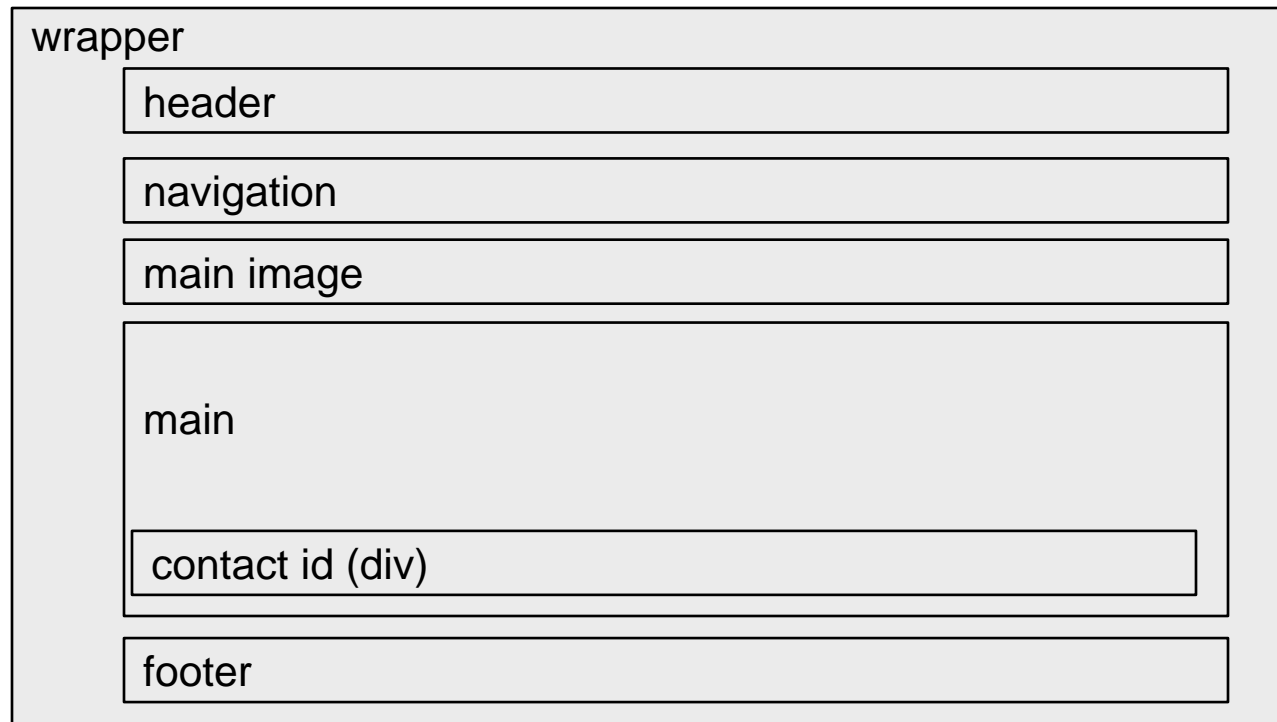 wrapper
header
navigation
main image
main
contact id (div)
footer